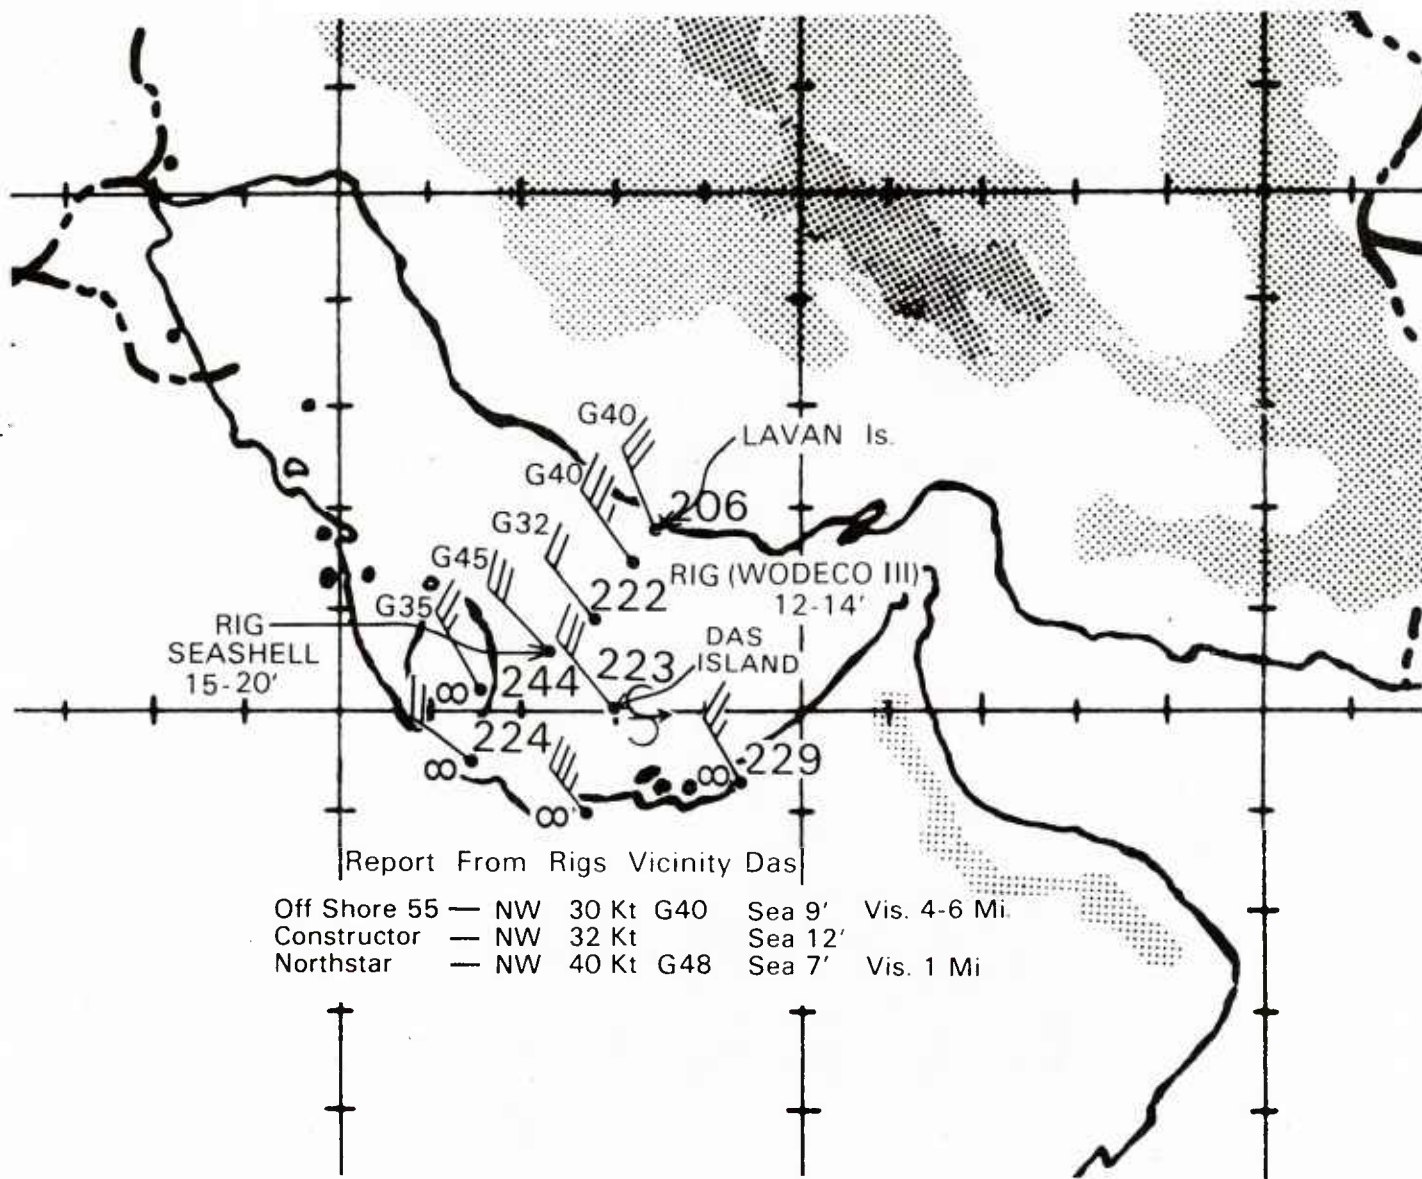 G40
LAVAN Is.
G40
206
G32
G45
222
RIG (WODECO III)
12-14′
G35
RIG
SEASHELL
15-20′
DAS
ISLAND
223
244
224
229
Report From Rigs Vicinity Das
Off Shore 55 — NW 30 Kt G40 Sea 9′ Vis. 4-6 Mi.
Constructor — NW 32 Kt Sea 12′
Northstar — NW 40 Kt G48 Sea 7′ Vis. 1 Mi